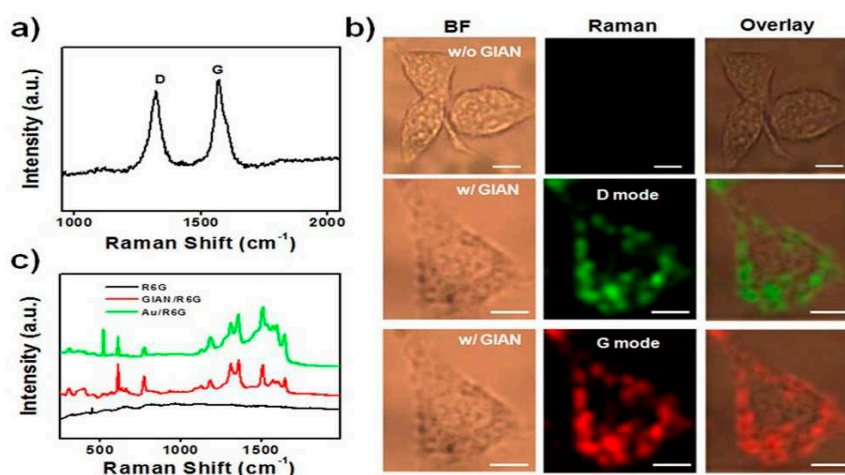 a)
Intensity (a.u.)
D
G
1000 1500 2000
Raman Shift (cm⁻¹)
b)
BF Raman Overlay
w/o GIAN
w/ GIAN
D mode
w/ GIAN
G mode
c)
Intensity (a.u.)
R6G
GIAN/R6G
Au/R6G
500 1000 1500
Raman Shift (cm⁻¹)